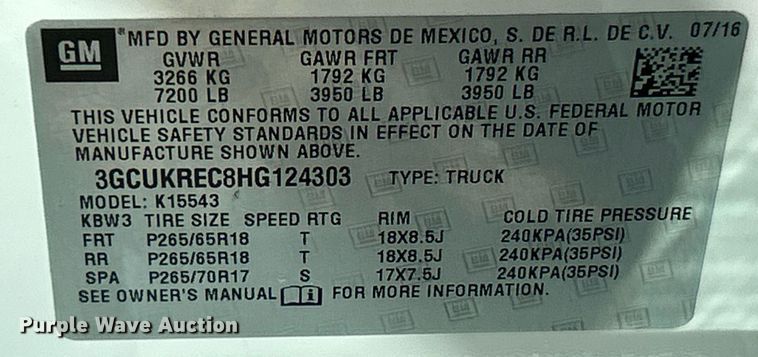 GM MFD BY GENERAL MOTORS DE MEXICO, S. DE R.L. DE C.V. 07/16
GVWR GAWR FRT GAWR RR
3266 KG 1792 KG 1792 KG
7200 LB 3950 LB 3950 LB
THIS VEHICLE CONFORMS TO ALL APPLICABLE U.S. FEDERAL MOTOR
VEHICLE SAFETY STANDARDS IN EFFECT ON THE DATE OF
MANUFACTURE SHOWN ABOVE.
3GCUKREC8HG124303 TYPE: TRUCK
MODEL: K15543
KBW3 TIRE SIZE SPEED RTG RIM COLD TIRE PRESSURE
FRT P265/65R18 T 18X8.5J 240KPA(35PSI)
RR P265/65R18 T 18X8.5J 240KPA(35PSI)
SPA P265/70R17 S 17X7.5J 240KPA(35PSI)
SEE OWNER'S MANUAL i FOR MORE INFORMATION.
Purple Wave Auction